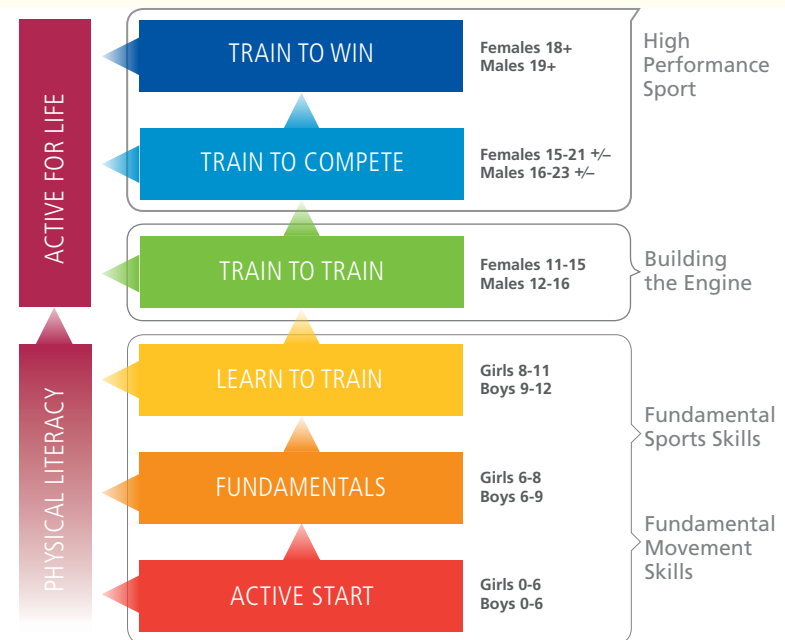 ACTIVE FOR LIFE
PHYSICAL LITERACY
TRAIN TO WIN
Females 18+
Males 19+
High
Performance
Sport
TRAIN TO COMPETE
Females 15-21 +/–
Males 16-23 +/–
TRAIN TO TRAIN
Females 11-15
Males 12-16
Building
the Engine
LEARN TO TRAIN
Girls 8-11
Boys 9-12
Fundamental
Sports Skills
FUNDAMENTALS
Girls 6-8
Boys 6-9
Fundamental
Movement
Skills
ACTIVE START
Girls 0-6
Boys 0-6